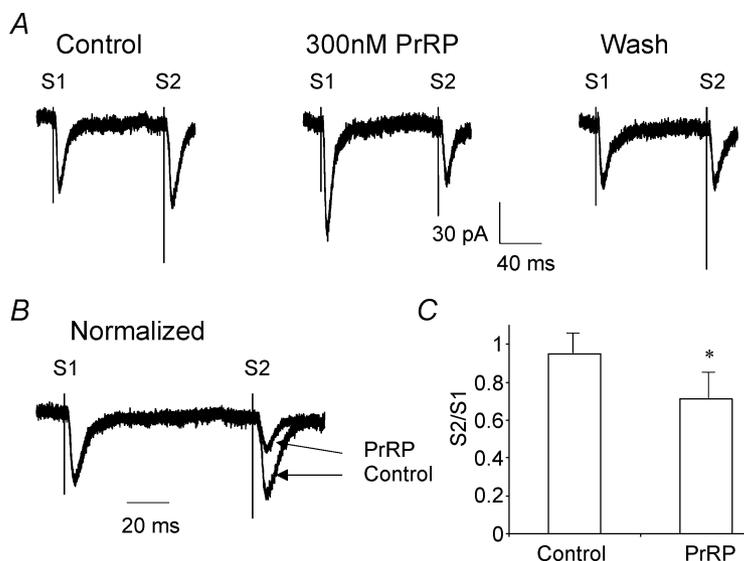 A
Control
300nM PrRP
Wash
S1
S2
S1
S2
S1
S2
30 pA
40 ms
B
Normalized
S1
S2
PrRP
Control
20 ms
C
S2/S1
1
0.8
0.6
0.4
0.2
0
*
Control
PrRP